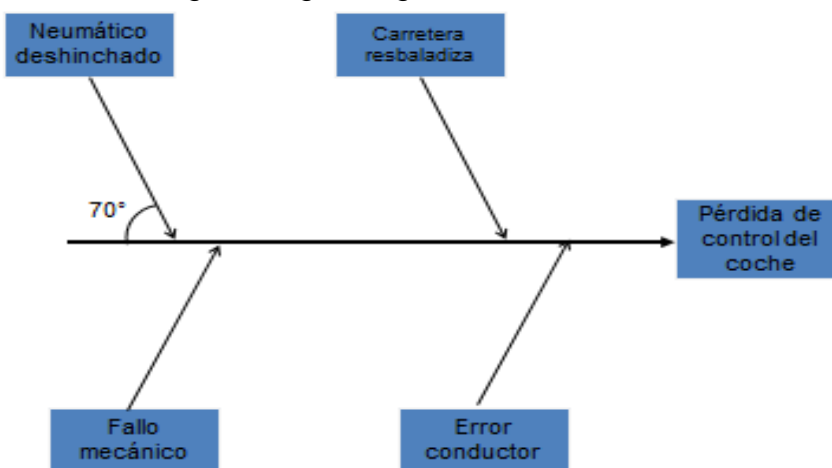 Neumático
deshinchado
Carretera
resbaladiza
70°
Pérdida de
control del
coche
Fallo
mecánico
Error
conductor